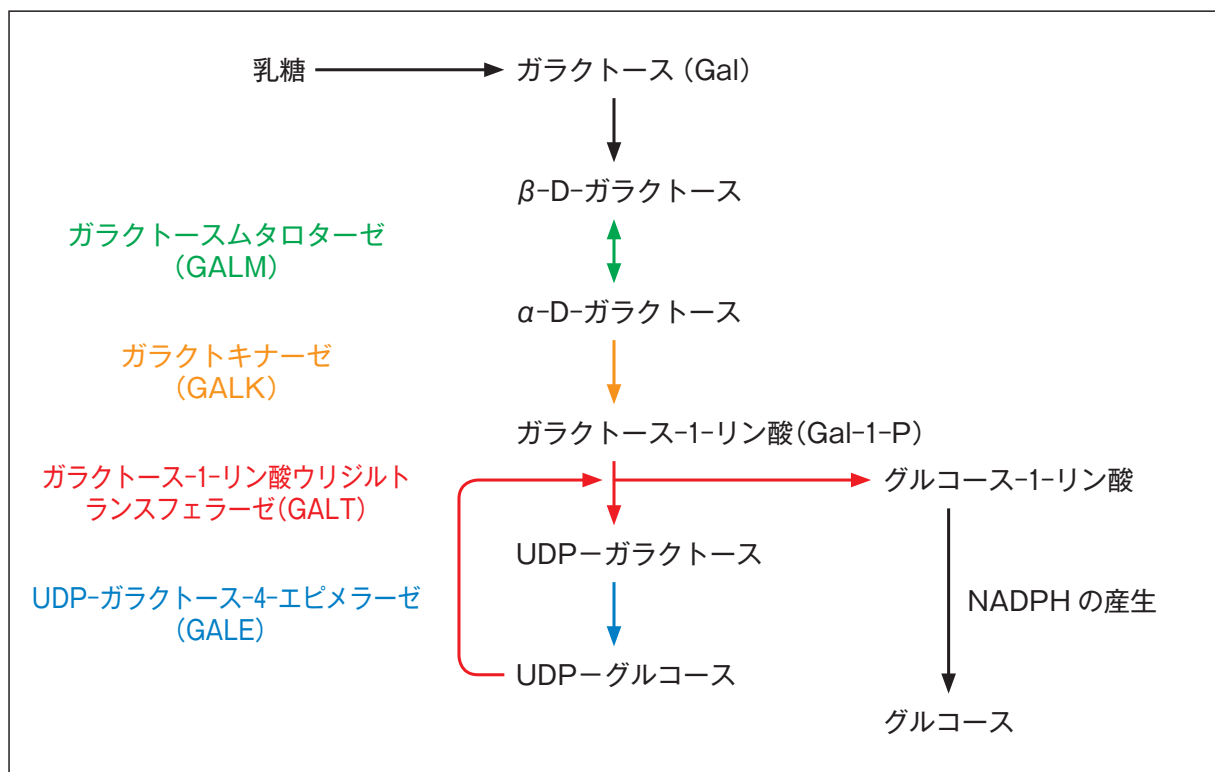 乳糖
ガラクトース（Gal）
β-D-ガラクトース
ガラクトースムタロターゼ
（GALM）
α-D-ガラクトース
ガラクトキナーゼ
（GALK）
ガラクトース-1-リン酸（Gal-1-P）
ガラクトース-1-リン酸ウリジルト
ランスフェラーゼ（GALT）
グルコース-1-リン酸
UDP－ガラクトース
UDP-ガラクトース-4-エピメラーゼ
（GALE）
NADPH の産生
UDP－グルコース
グルコース